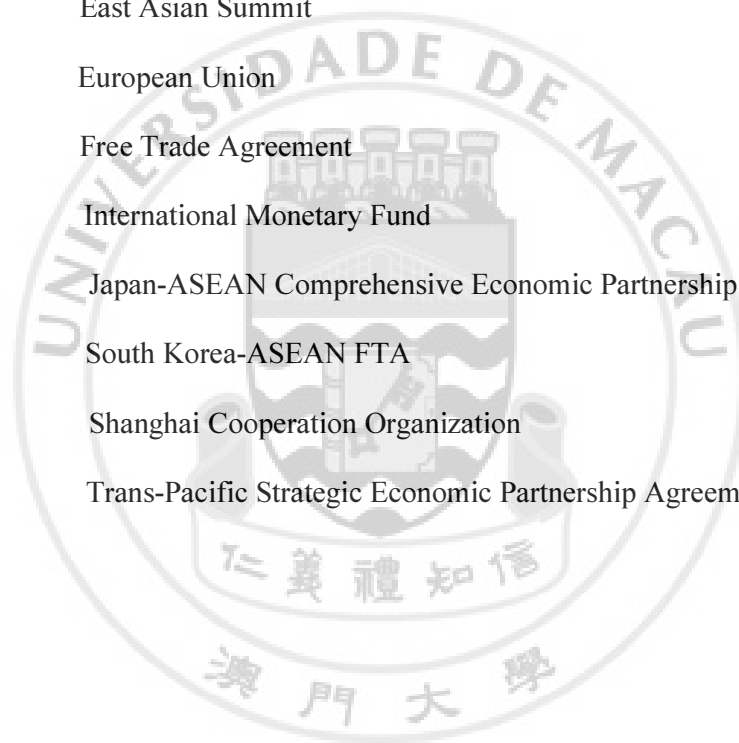 East Asian Summit
European Union
Free Trade Agreement
International Monetary Fund
Japan-ASEAN Comprehensive Economic Partnership
South Korea-ASEAN FTA
Shanghai Cooperation Organization
Trans-Pacific Strategic Economic Partnership Agreem
UNIVERSIDADE DE MACAU
仁義禮知信
澳門大學